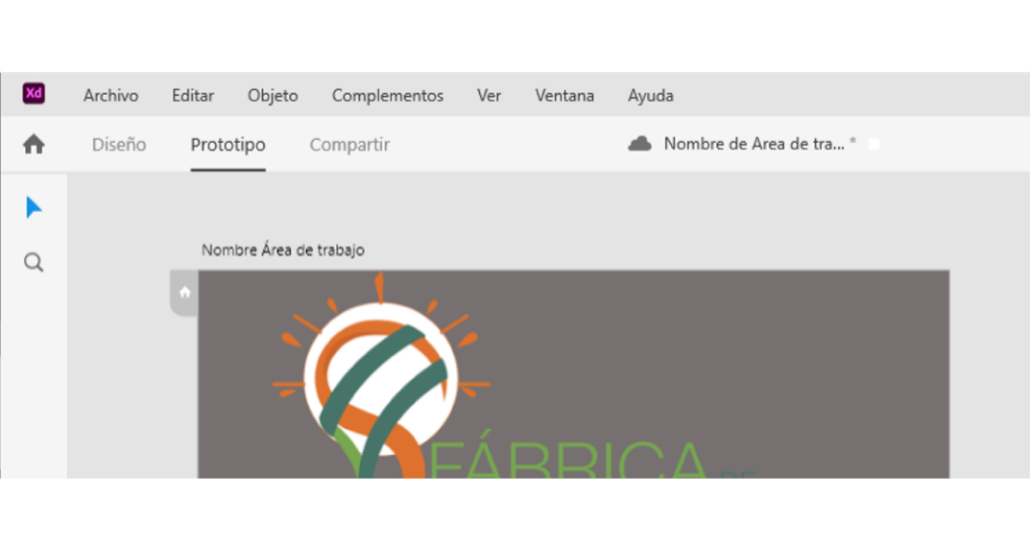 Xd Archivo Editar Objeto Complementos Ver Ventana Ayuda
Diseño Prototipo Compartir Nombre de Area de tra... *
Nombre Área de trabajo
FÁBRICA DE